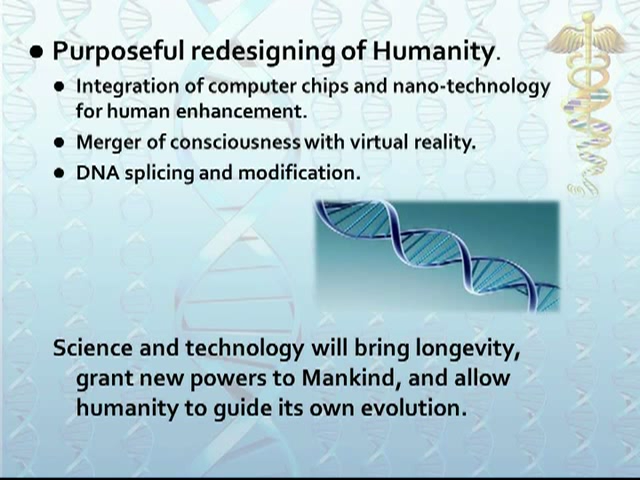 ● Purposeful redesigning of Humanity.
● Integration of computer chips and nano-technology
for human enhancement.
● Merger of consciousness with virtual reality.
● DNA splicing and modification.
Science and technology will bring longevity,
grant new powers to Mankind, and allow
humanity to guide its own evolution.